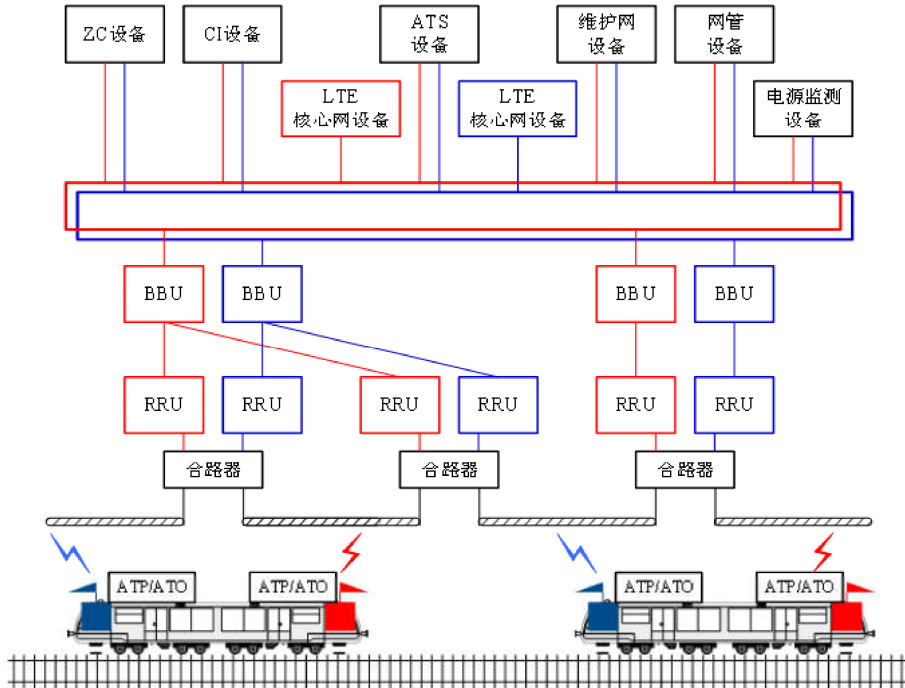 ZC设备
CI设备
ATS
设备
维护网
设备
网管
设备
LTE
核心网设备
LTE
核心网设备
电源监测
设备
BBU
BBU
BBU
BBU
RRU
RRU
RRU
RRU
RRU
RRU
合路器
合路器
合路器
ATP/ATO
ATP/ATO
ATP/ATO
ATP/ATO